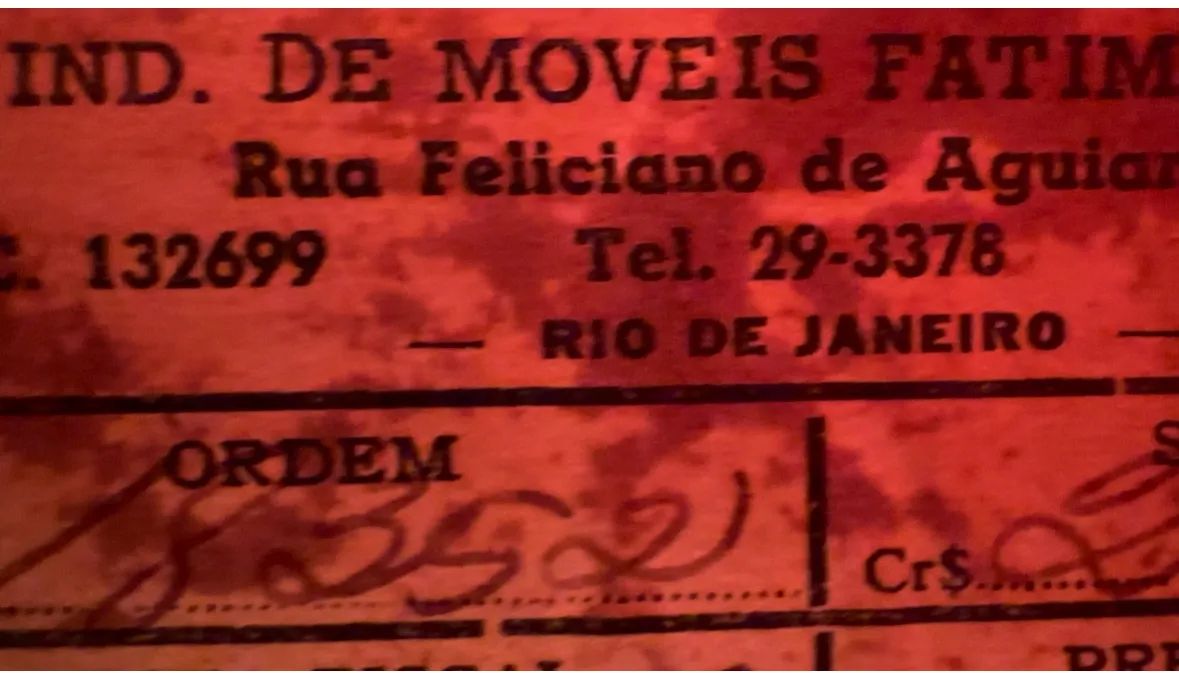 IND. DE MOVEIS FATIM
Rua Feliciano de Aguiar
C. 132699 Tel. 29-3378
— RIO DE JANEIRO —
ORDEM
Cr$